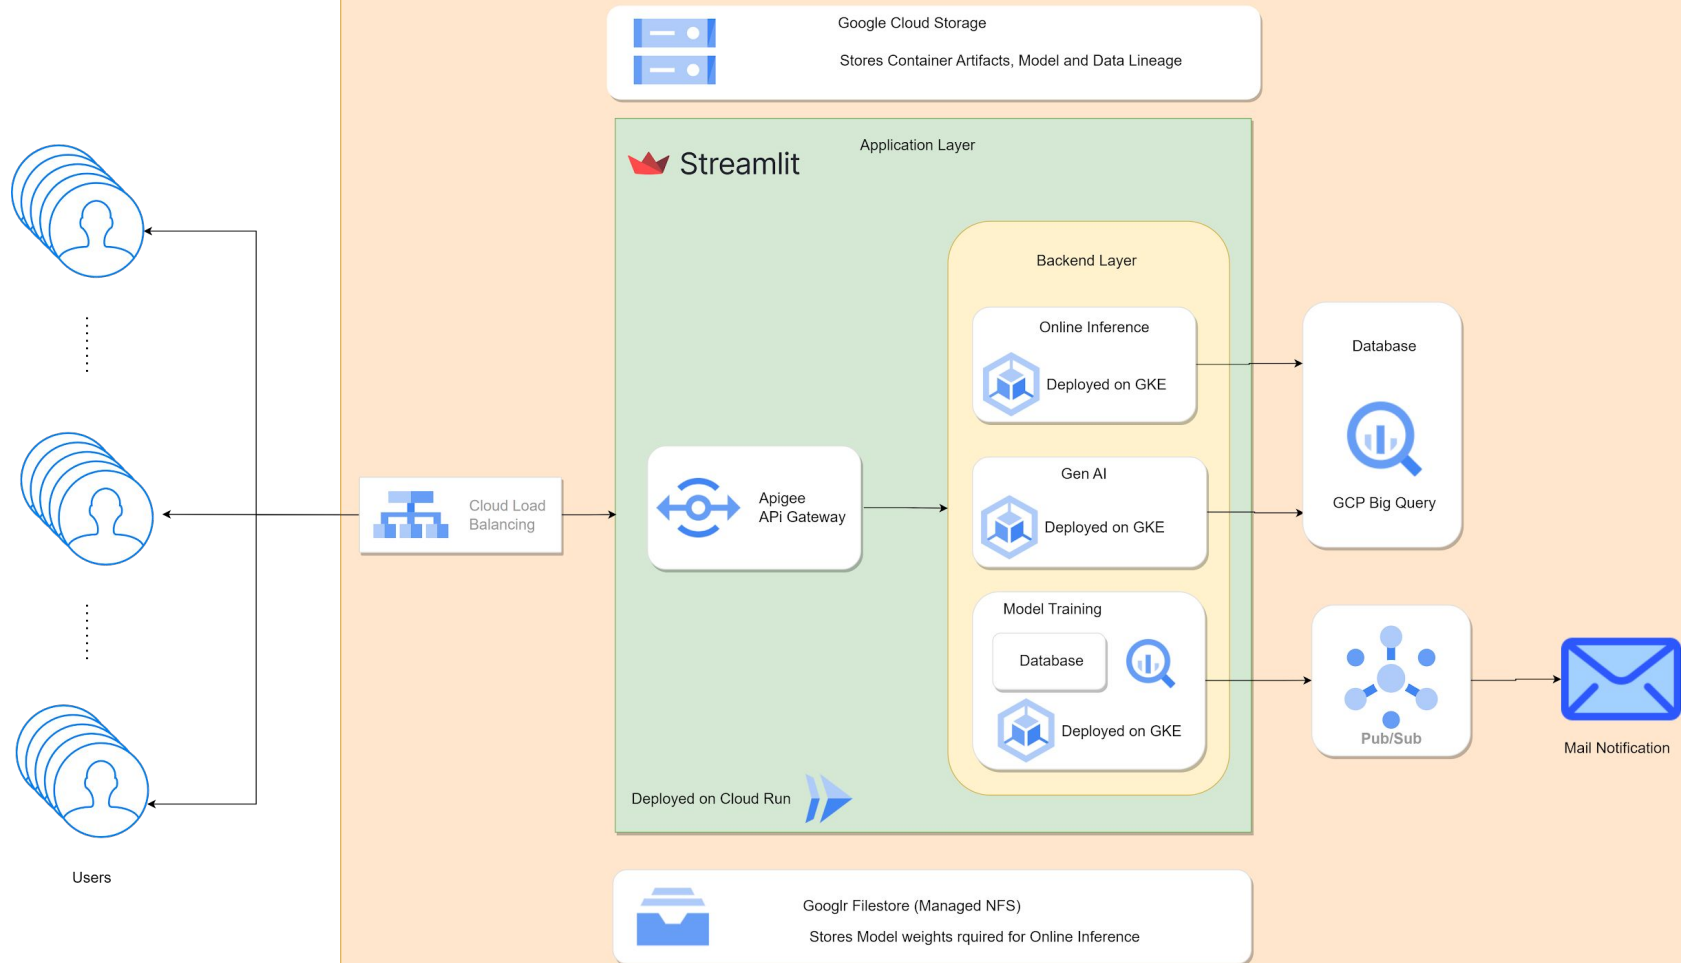 Google Cloud Storage
Stores Container Artifacts, Model and Data Lineage
Application Layer
Streamlit
Backend Layer
Online Inference
Deployed on GKE
Database
GCP Big Query
Gen AI
Deployed on GKE
Cloud Load
Balancing
Apigee
APi Gateway
Model Training
Database
Deployed on GKE
Pub/Sub
Mail Notification
Deployed on Cloud Run
Users
Googlr Filestore (Managed NFS)
Stores Model weights rquired for Online Inference